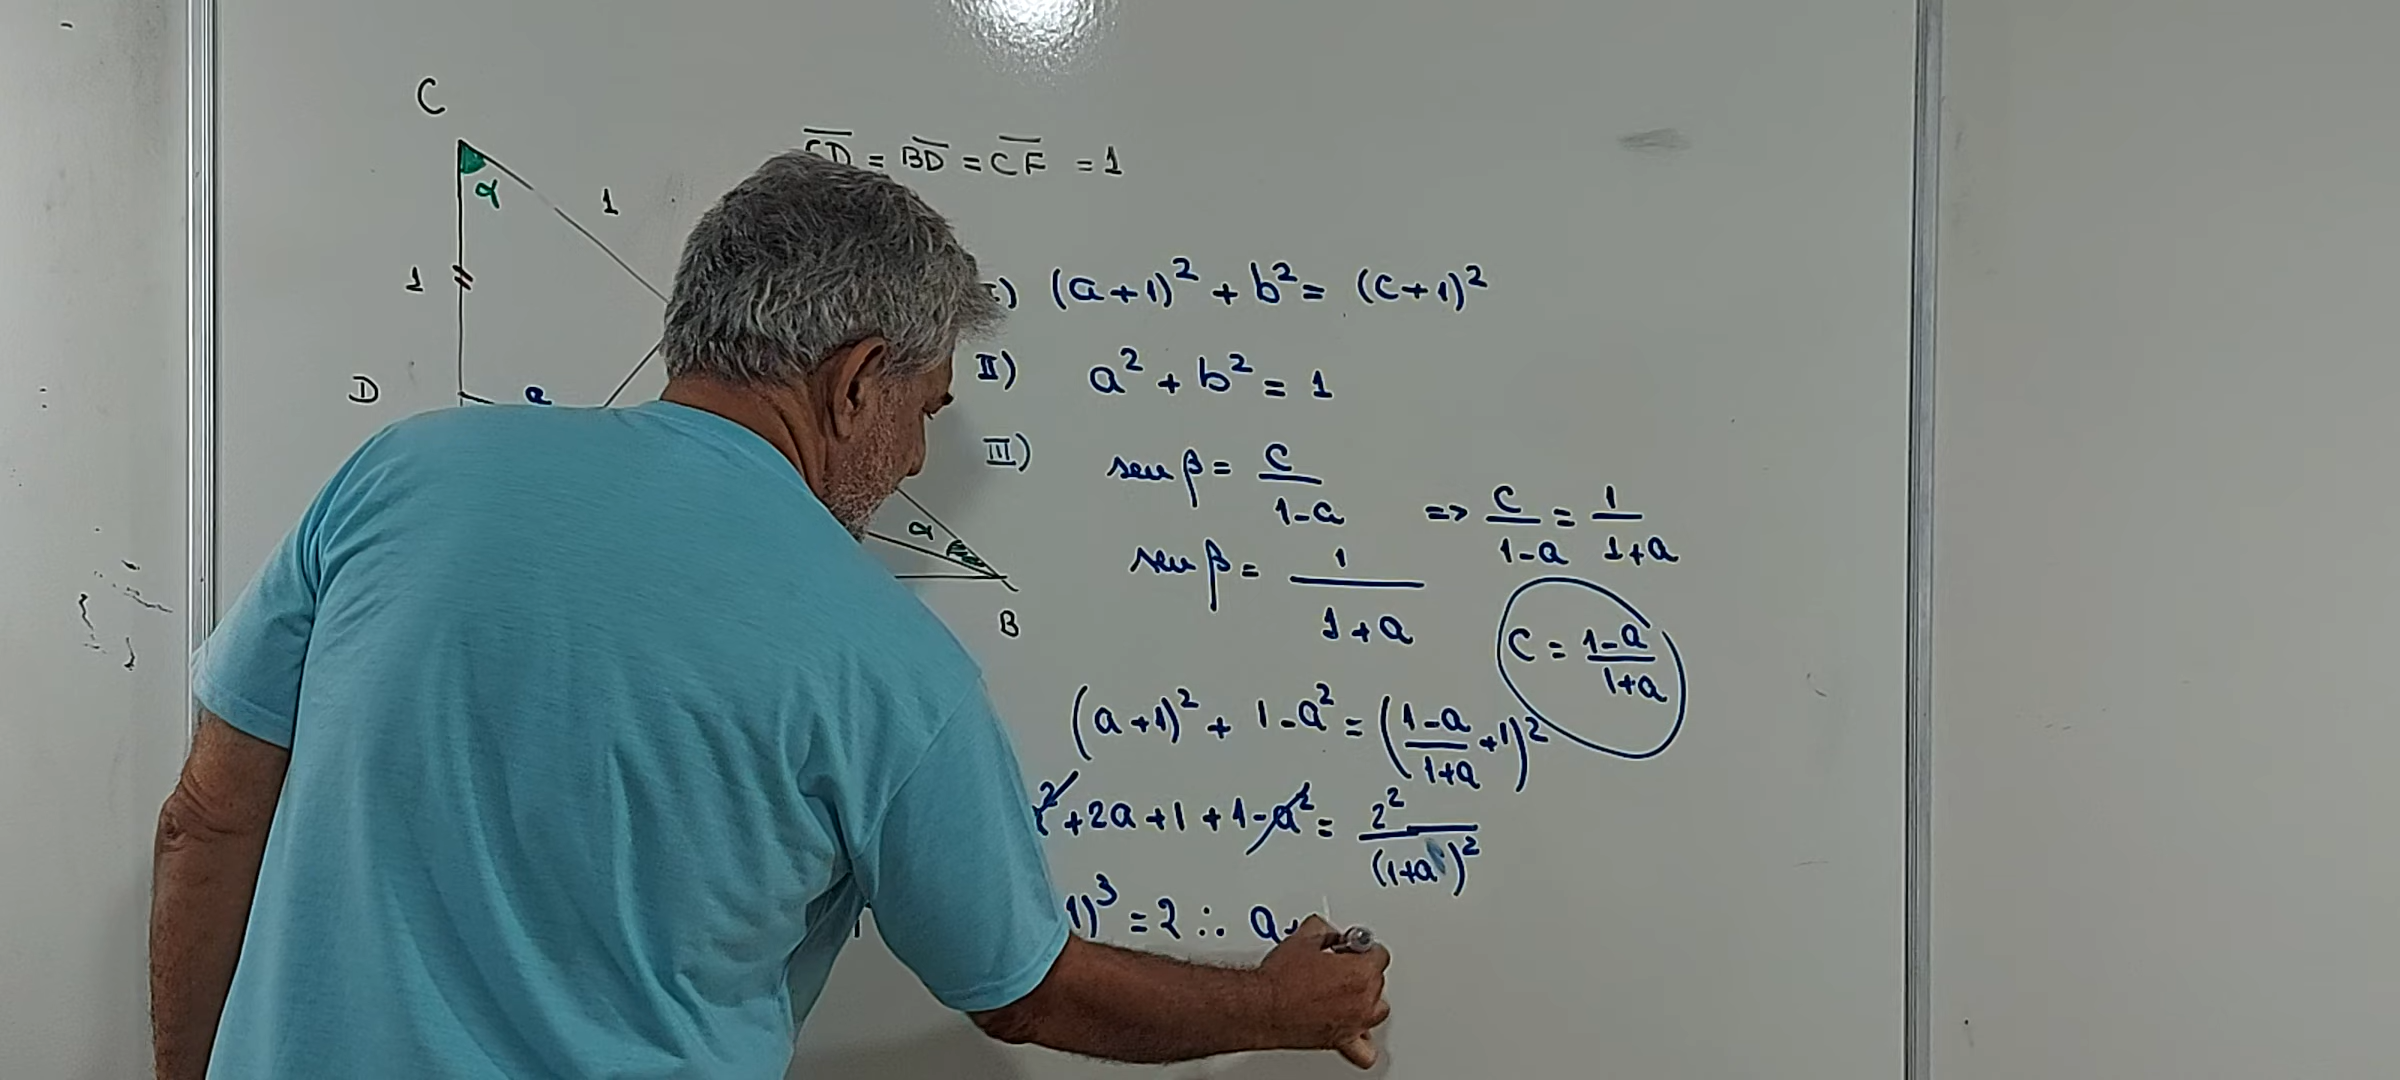 C
α
1
1
D
a
α
B
CD = BD = CF = 1
I) (a+1)² + b² = (c+1)²
II) a² + b² = 1
III) sen β = c/(1-a) => c/(1-a) = 1/(1+a)
sen β = 1/(1+a)
c = (1-a)/(1+a)
(a+1)² + 1-a² = ((1-a)/(1+a) +1)²
² +2a+1+1-a² = 2²/(1+a)²
1)³ = 2 ∴ a+